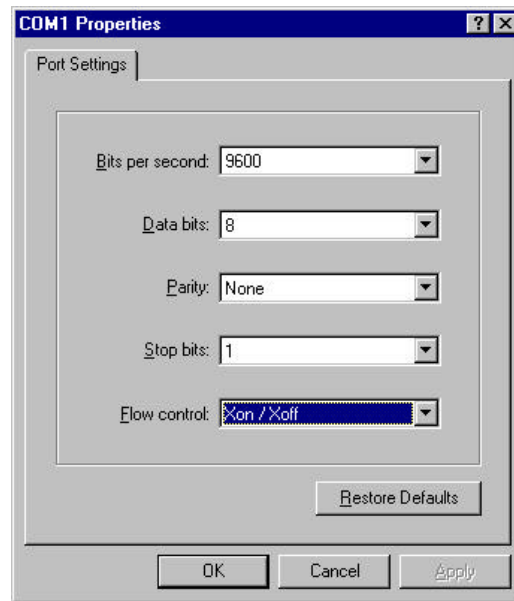 COM1 Properties ? ×
Port Settings
Bits per second: 9600
Data bits: 8
Parity: None
Stop bits: 1
Flow control: Xon / Xoff
Restore Defaults
OK Cancel Apply